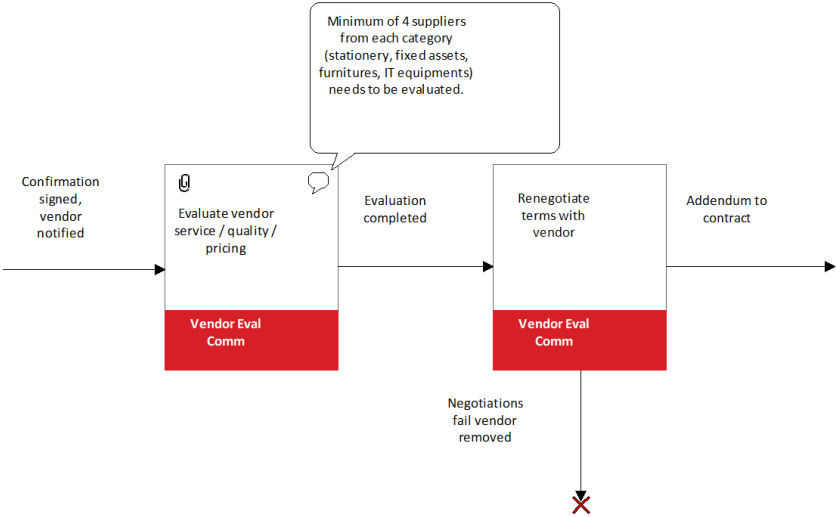 Minimum of 4 suppliers
from each category
(stationery, fixed assets,
furnitures, IT equipments)
needs to be evaluated.
Confirmation
signed,
vendor
notified
Evaluate vendor
service / quality /
pricing
Vendor Eval
Comm
Evaluation
completed
Renegotiate
terms with
vendor
Vendor Eval
Comm
Addendum to
contract
Negotiations
fail vendor
removed